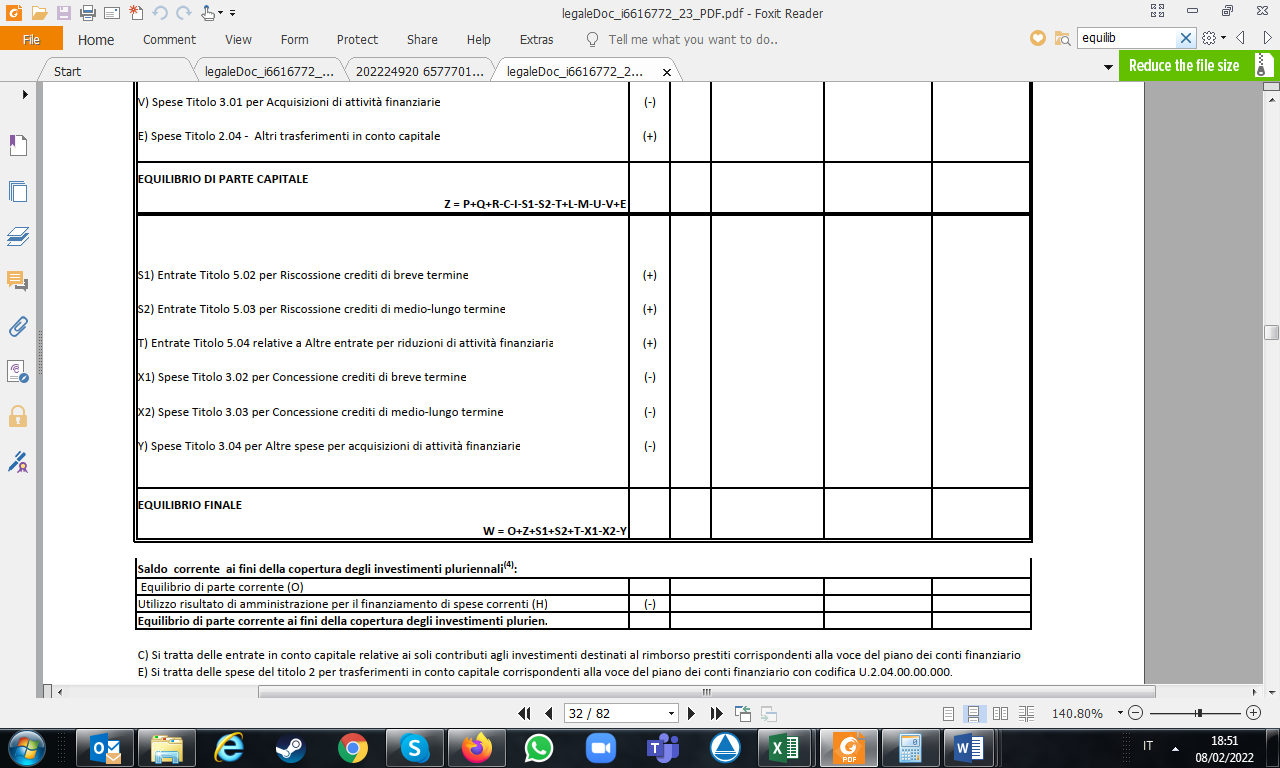 legaleDoc_i6616772_23_PDF.pdf - Foxit Reader
File Home Comment View Form Protect Share Help Extras Tell me what you want to do.. equilib
Start legaleDoc_i6616772_... 202224920 6577701... legaleDoc_i6616772_2... Reduce the file size
V) Spese Titolo 3.01 per Acquisizioni di attività finanziarie (-)
E) Spese Titolo 2.04 - Altri trasferimenti in conto capitale (+)
EQUILIBRIO DI PARTE CAPITALE
Z = P+Q+R-C-I-S1-S2-T+L-M-U-V+E
S1) Entrate Titolo 5.02 per Riscossione crediti di breve termine (+)
S2) Entrate Titolo 5.03 per Riscossione crediti di medio-lungo termine (+)
T) Entrate Titolo 5.04 relative a Altre entrate per riduzioni di attività finanziaria (+)
X1) Spese Titolo 3.02 per Concessione crediti di breve termine (-)
X2) Spese Titolo 3.03 per Concessione crediti di medio-lungo termine (-)
Y) Spese Titolo 3.04 per Altre spese per acquisizioni di attività finanziarie (-)
EQUILIBRIO FINALE
W = O+Z+S1+S2+T-X1-X2-Y
Saldo corrente ai fini della copertura degli investimenti pluriennali(4):
Equilibrio di parte corrente (O)
Utilizzo risultato di amministrazione per il finanziamento di spese correnti (H) (-)
Equilibrio di parte corrente ai fini della copertura degli investimenti plurien.
C) Si tratta delle entrate in conto capitale relative ai soli contributi agli investimenti destinati al rimborso prestiti corrispondenti alla voce del piano dei conti finanziario
E) Si tratta delle spese del titolo 2 per trasferimenti in conto capitale corrispondenti alla voce del piano dei conti finanziario con codifica U.2.04.00.00.000.
32 / 82 140.80%
IT 18:51
08/02/2022